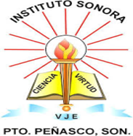 INSTITUTO SONORA
CIENCIA VIRTUD
V J E
PTO. PEÑASCO, SON.